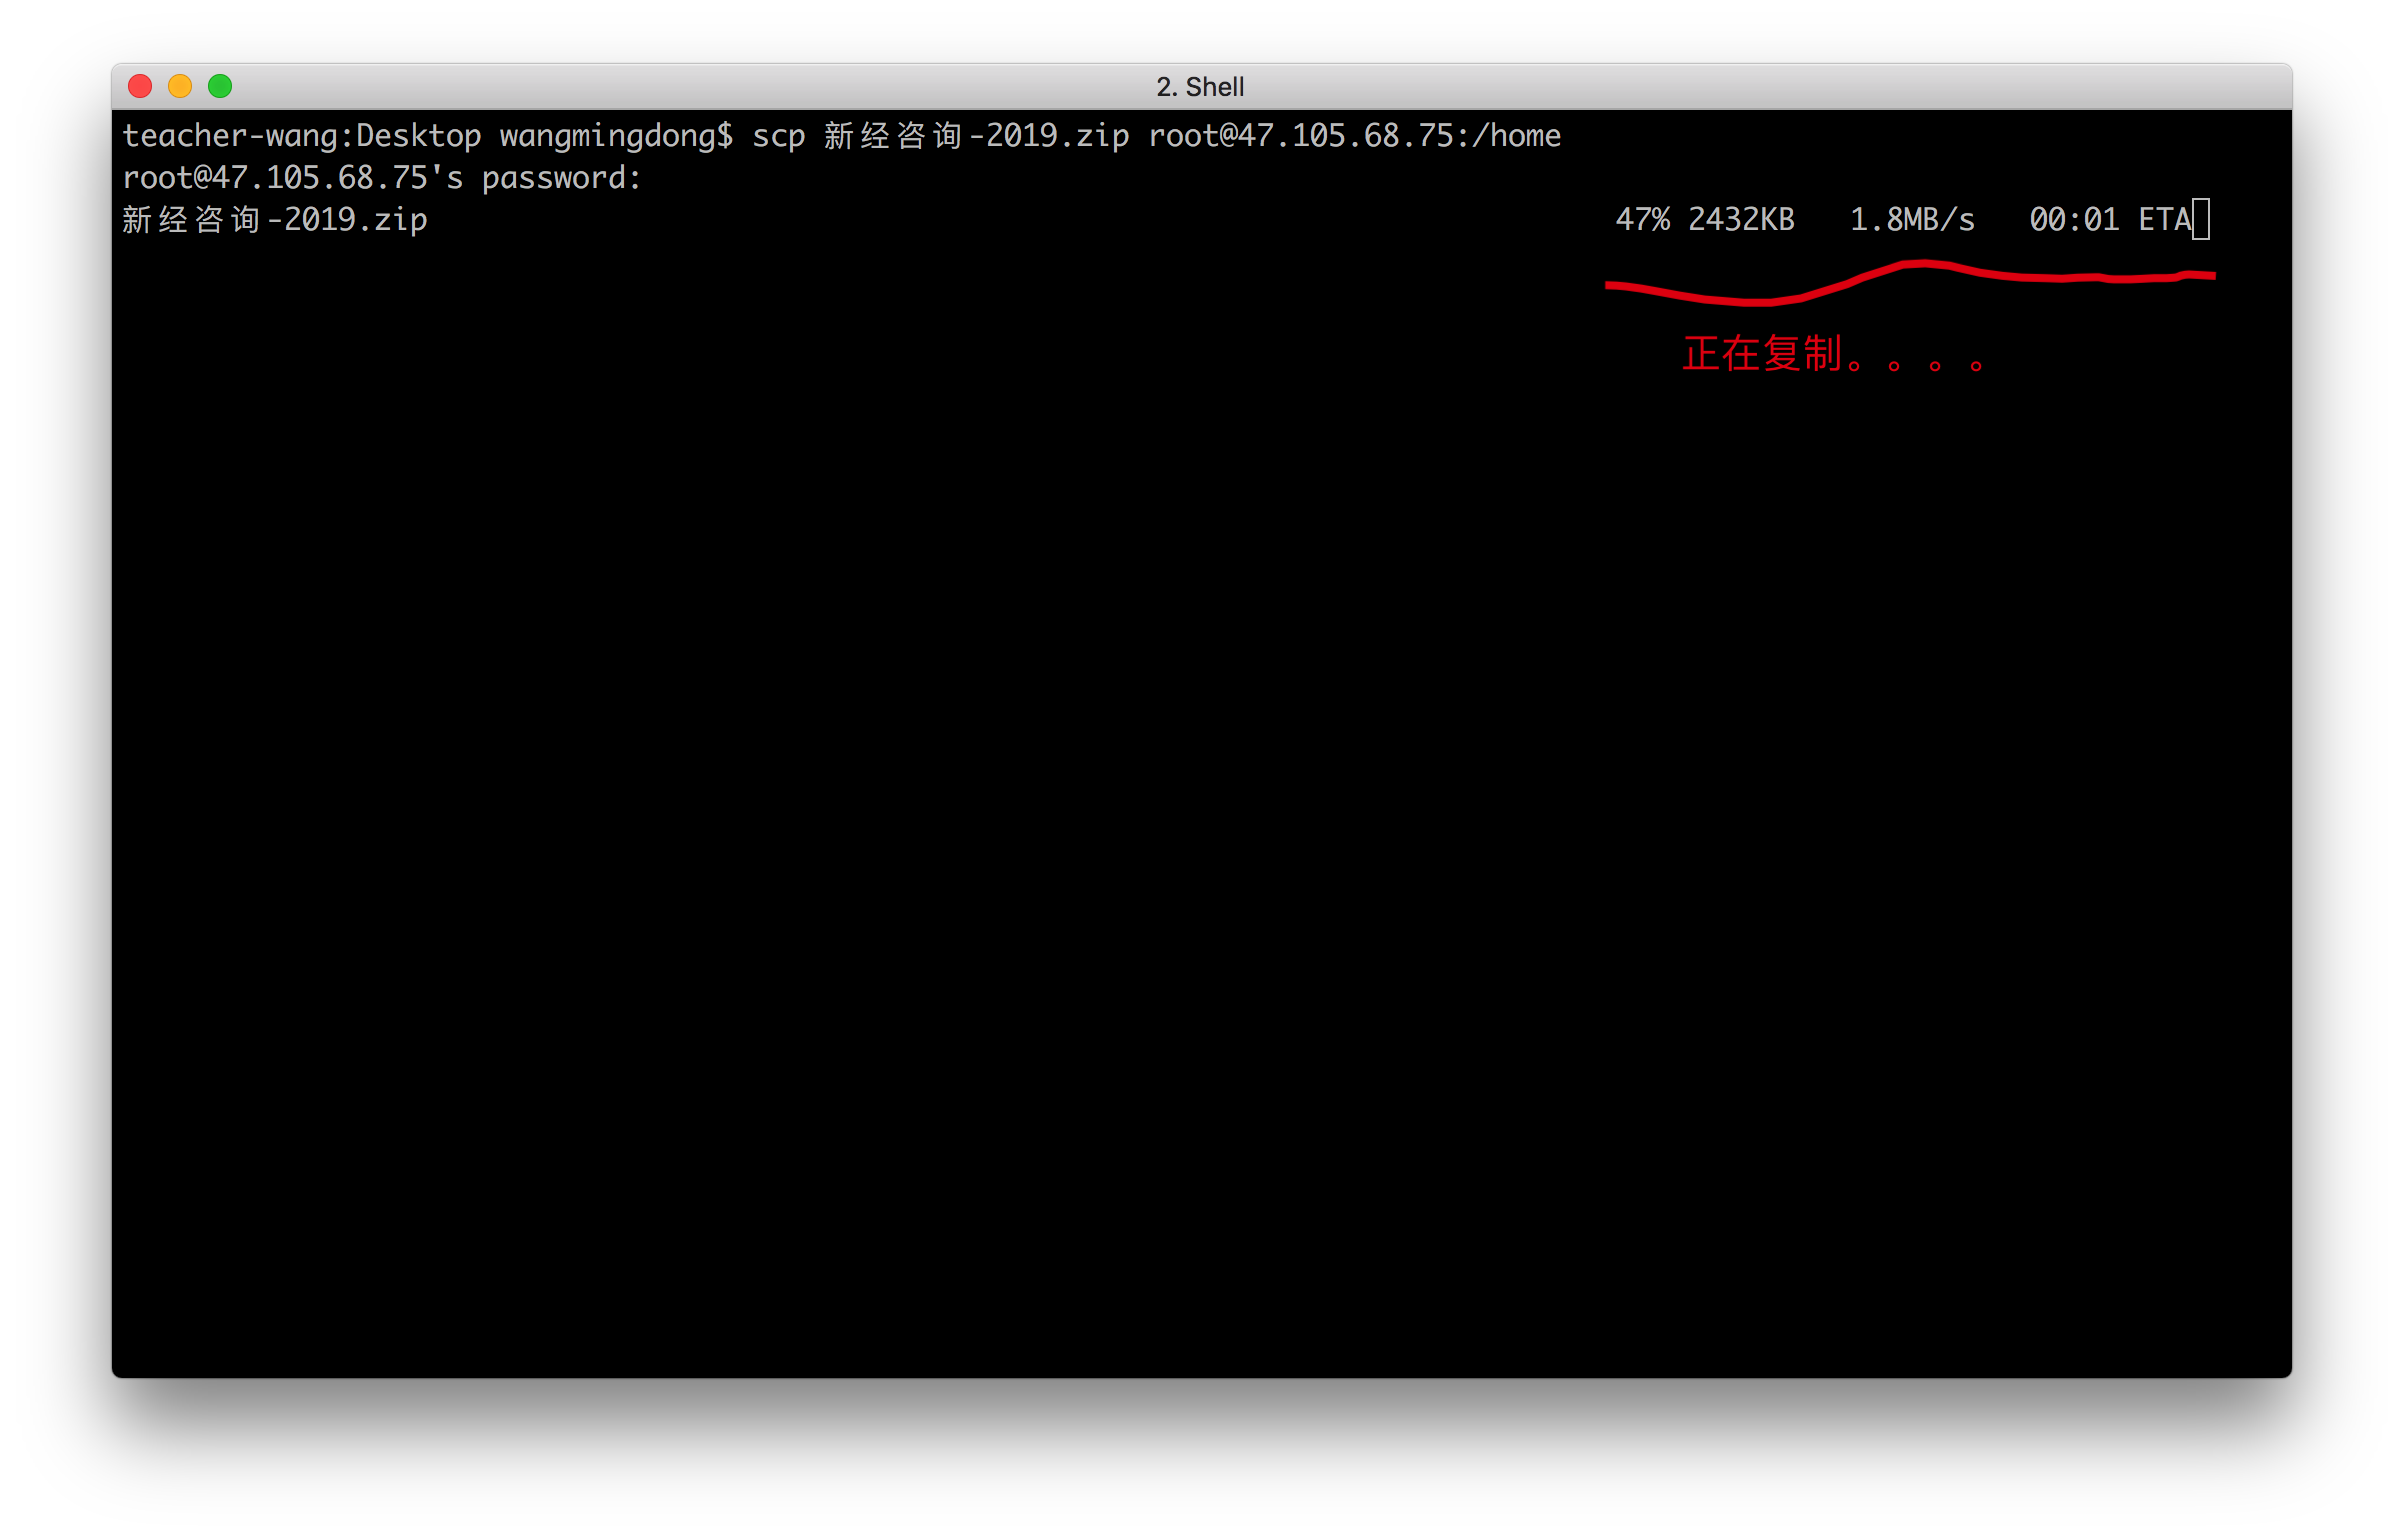 2. Shell
teacher-wang:Desktop wangmingdong$ scp 新经咨询-2019.zip root@47.105.68.75:/home
root@47.105.68.75's password:
新经咨询-2019.zip 47% 2432KB 1.8MB/s 00:01 ETA
正在复制。。。。